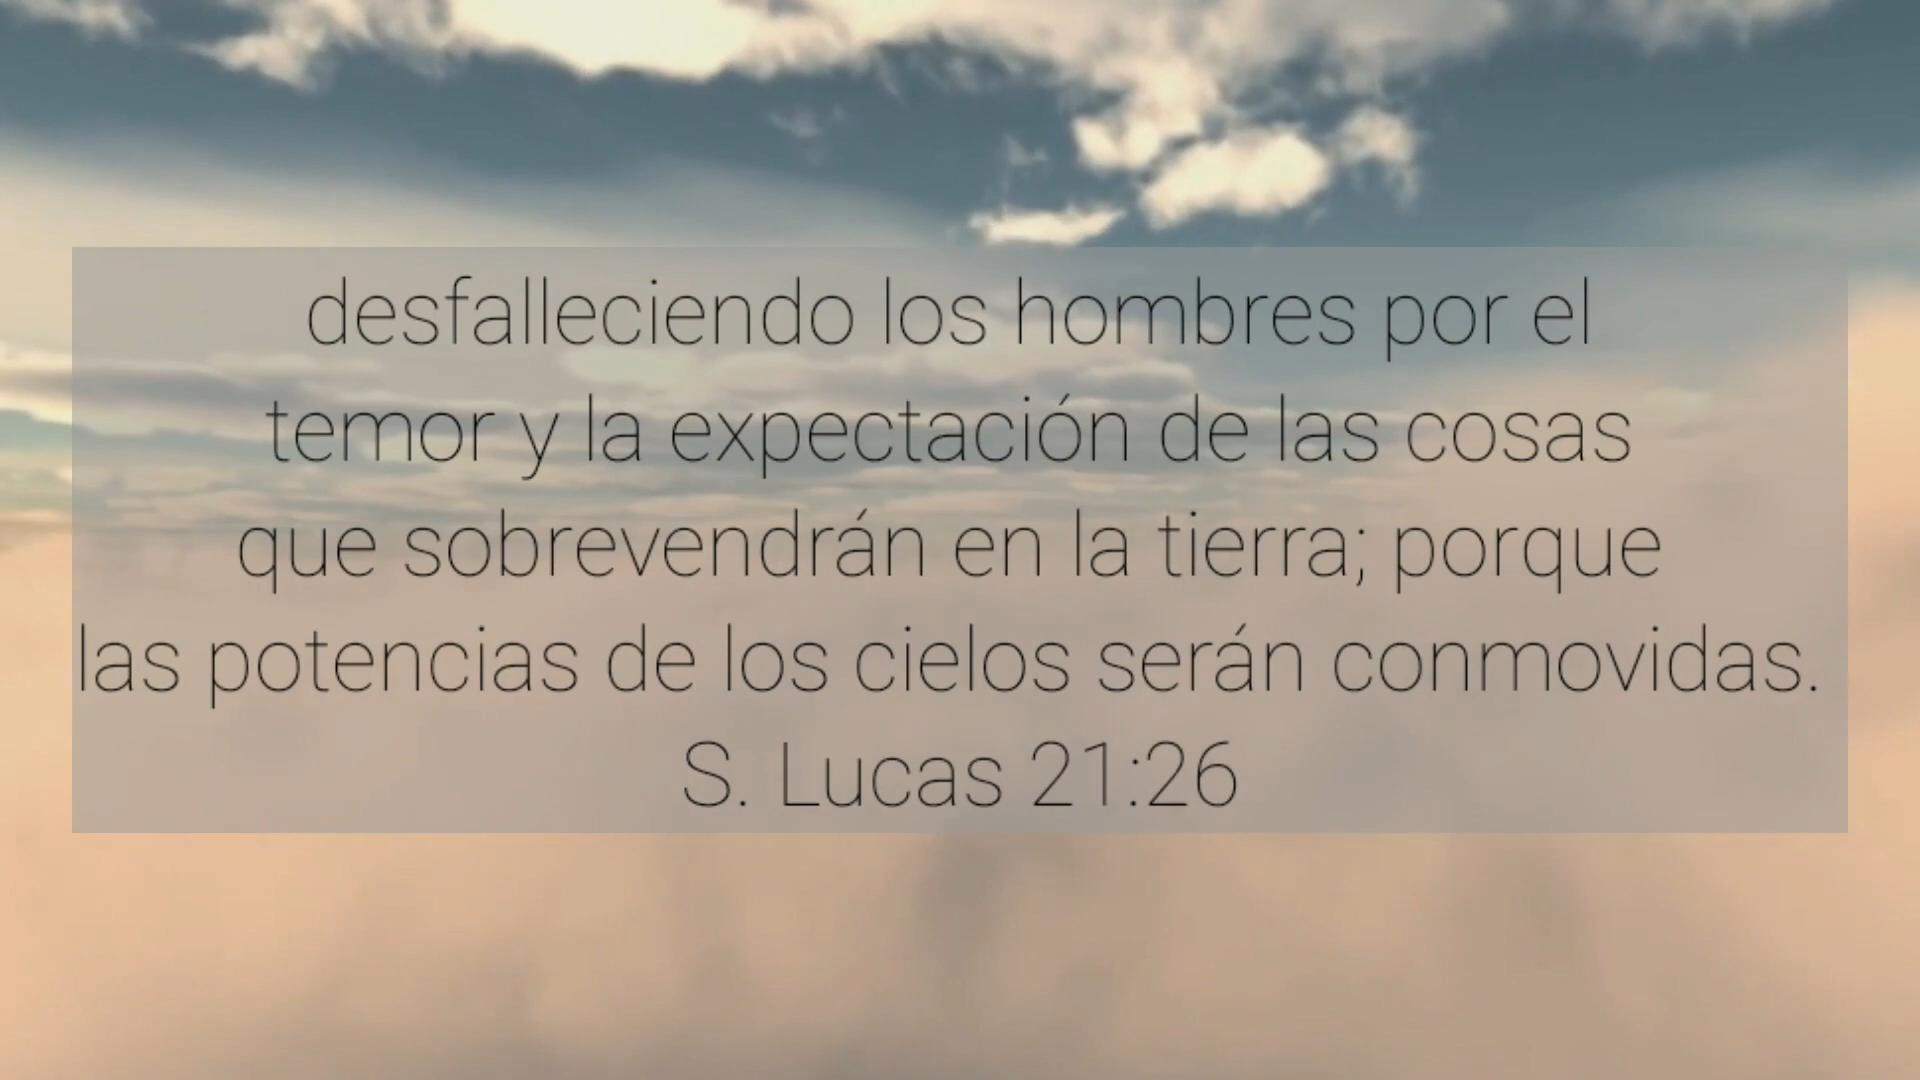 desfalleciendo los hombres por el
temor y la expectación de las cosas
que sobrevendrán en la tierra; porque
las potencias de los cielos serán conmovidas.
S. Lucas 21:26